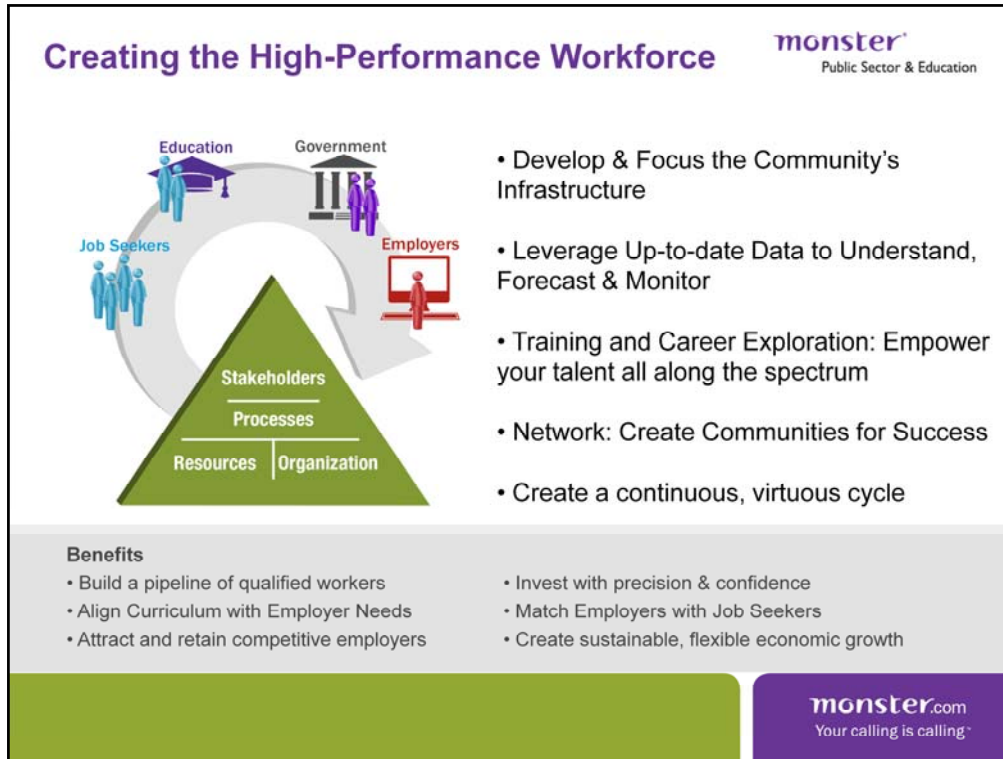 Creating the High-Performance Workforce
monster®
Public Sector & Education
Education
Government
Job Seekers
Employers
Stakeholders
Processes
Resources
Organization
• Develop & Focus the Community's
Infrastructure
• Leverage Up-to-date Data to Understand,
Forecast & Monitor
• Training and Career Exploration: Empower
your talent all along the spectrum
• Network: Create Communities for Success
• Create a continuous, virtuous cycle
Benefits
• Build a pipeline of qualified workers
• Align Curriculum with Employer Needs
• Attract and retain competitive employers
• Invest with precision & confidence
• Match Employers with Job Seekers
• Create sustainable, flexible economic growth
monster.com
Your calling is calling™